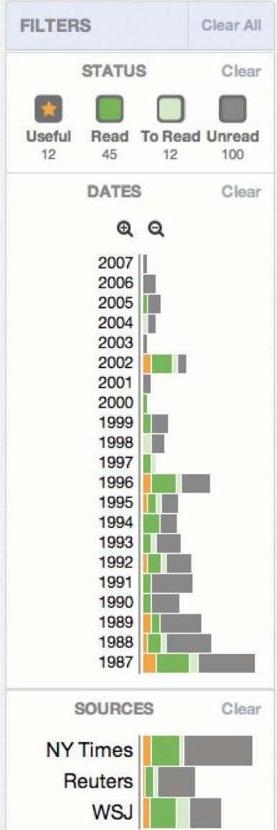 FILTERS Clear All
STATUS Clear
Useful Read To Read Unread
12 45 12 100
DATES Clear
2007
2006
2005
2004
2003
2002
2001
2000
1999
1998
1997
1996
1995
1994
1993
1992
1991
1990
1989
1988
1987
SOURCES Clear
NY Times
Reuters
WSJ